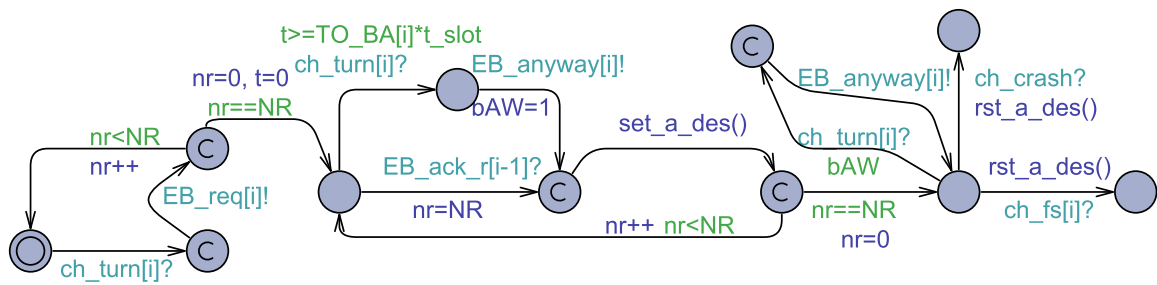 t>=TO_BA[i]*t_slot
ch_turn[i]?
EB_anyway[i]!
bAW=1
nr=0, t=0
nr==NR
nr<NR
nr++
C
EB_req[i]!
C
ch_turn[i]?
EB_ack_r[i-1]?
nr=NR
C
set_a_des()
C
nr++ nr<NR
C
EB_anyway[i]!
ch_turn[i]?
bAW
nr==NR
nr=0
ch_crash?
rst_a_des()
rst_a_des()
ch_fs[i]?